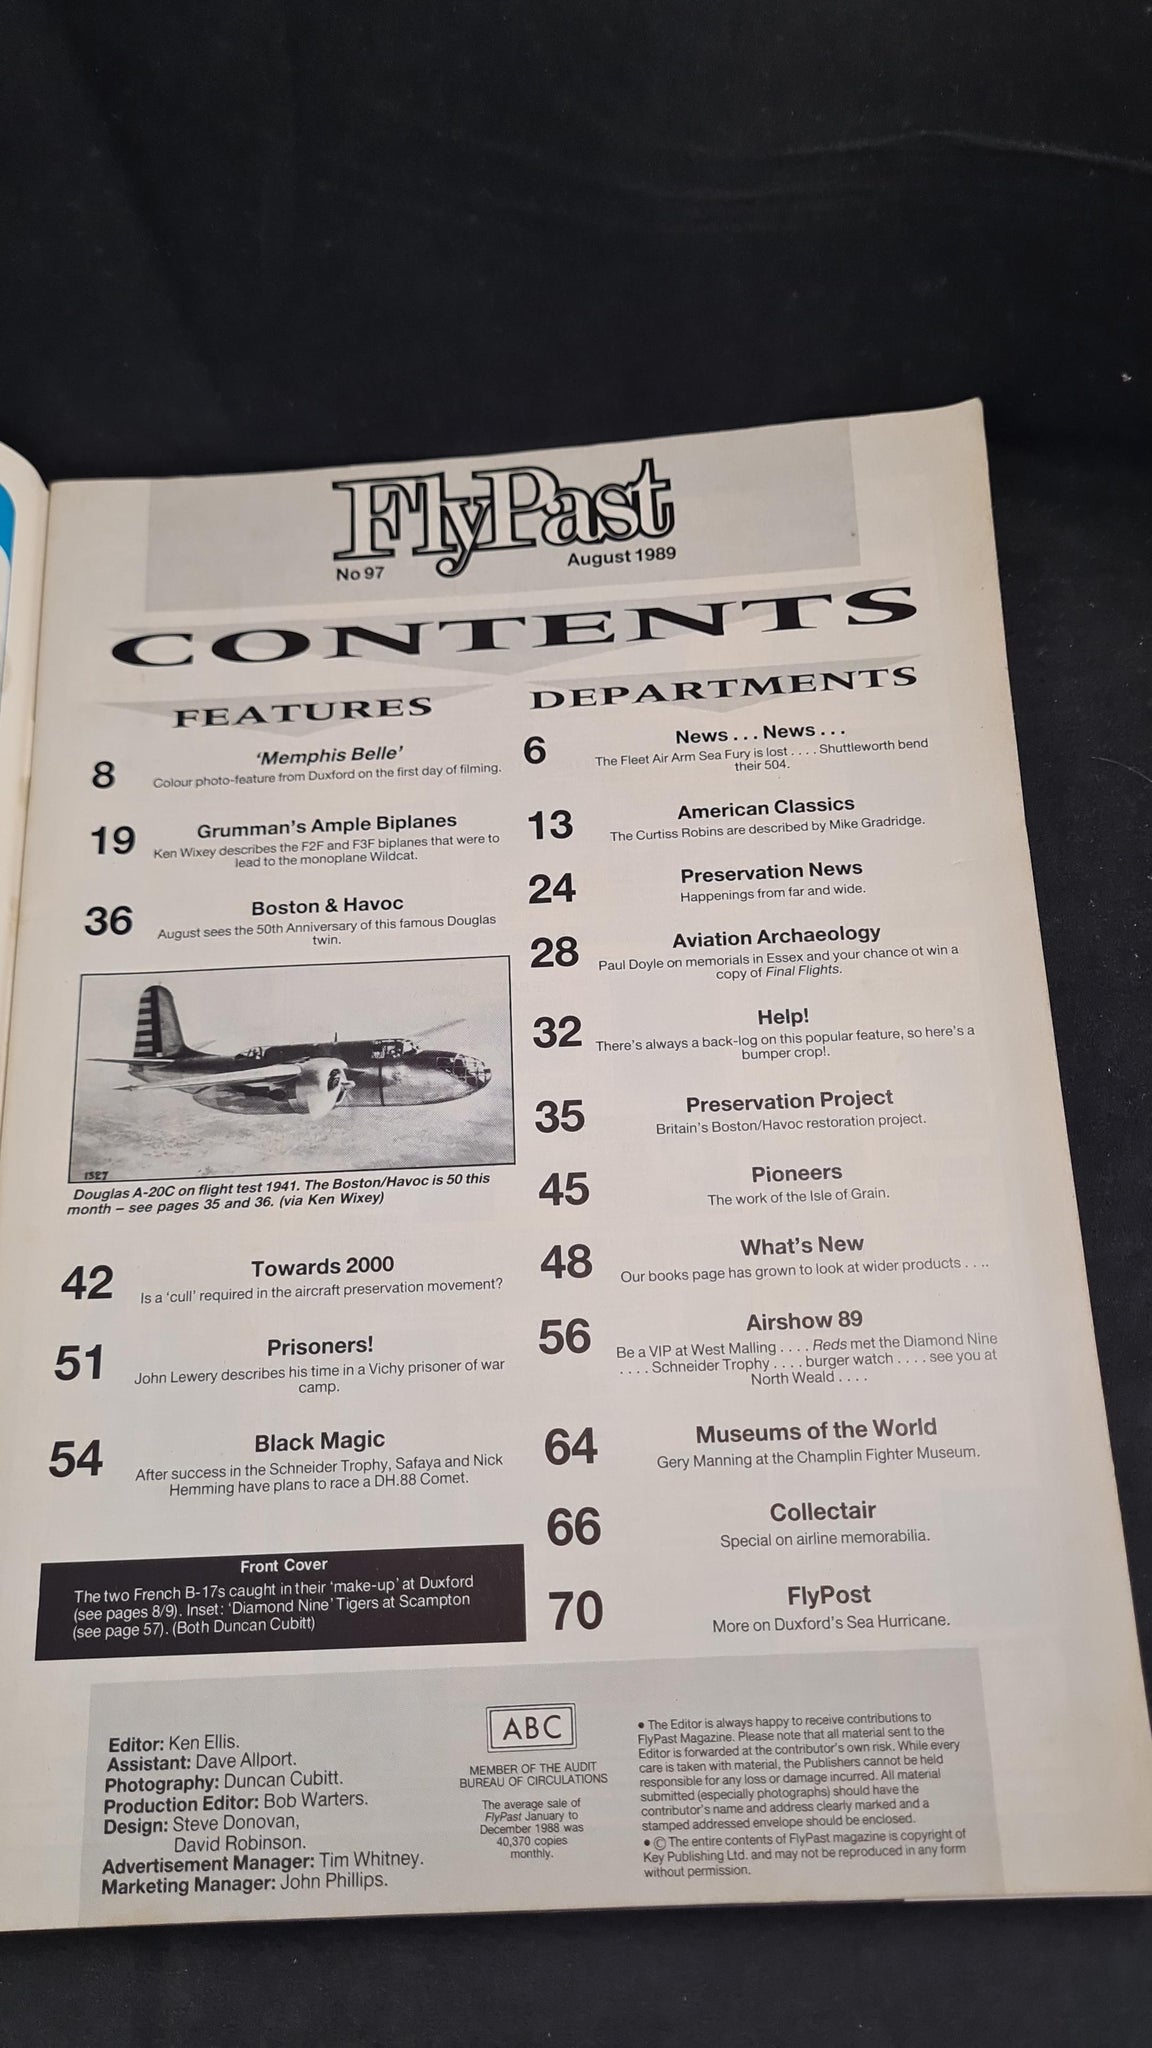 FlyPast
No 97
August 1989
CONTENTS
FEATURES
8
'Memphis Belle'
Colour photo-feature from Duxford on the first day of filming.
19
Grumman's Ample Biplanes
Ken Wixey describes the F2F and F3F biplanes that were to
lead to the monoplane Wildcat.
36
Boston & Havoc
August sees the 50th Anniversary of this famous Douglas
twin.
1327
Douglas A-20C on flight test 1941. The Boston/Havoc is 50 this
month – see pages 35 and 36. (via Ken Wixey)
42
Towards 2000
Is a 'cull' required in the aircraft preservation movement?
51
Prisoners!
John Lewery describes his time in a Vichy prisoner of war
camp.
54
Black Magic
After success in the Schneider Trophy, Safaya and Nick
Hemming have plans to race a DH.88 Comet.
Front Cover
The two French B-17s caught in their 'make-up' at Duxford
(see pages 8/9). Inset: 'Diamond Nine' Tigers at Scampton
(see page 57). (Both Duncan Cubitt)
DEPARTMENTS
6
News . . . News . . .
The Fleet Air Arm Sea Fury is lost . . . . Shuttleworth bend
their 504.
13
American Classics
The Curtiss Robins are described by Mike Gradridge.
24
Preservation News
Happenings from far and wide.
28
Aviation Archaeology
Paul Doyle on memorials in Essex and your chance ot win a
copy of Final Flights.
32
Help!
There's always a back-log on this popular feature, so here's a
bumper crop!.
35
Preservation Project
Britain's Boston/Havoc restoration project.
45
Pioneers
The work of the Isle of Grain.
48
What's New
Our books page has grown to look at wider products . . . .
56
Airshow 89
Be a VIP at West Malling . . . . Reds met the Diamond Nine
. . . . Schneider Trophy . . . . burger watch . . . . see you at
North Weald . . . .
64
Museums of the World
Gery Manning at the Champlin Fighter Museum.
66
Collectair
Special on airline memorabilia.
70
FlyPost
More on Duxford's Sea Hurricane.
Editor: Ken Ellis.
Assistant: Dave Allport.
Photography: Duncan Cubitt.
Production Editor: Bob Warters.
Design: Steve Donovan,
David Robinson.
Advertisement Manager: Tim Whitney.
Marketing Manager: John Phillips.
ABC
MEMBER OF THE AUDIT
BUREAU OF CIRCULATIONS
The average sale of
FlyPast January to
December 1988 was
40,370 copies
monthly.
• The Editor is always happy to receive contributions to
FlyPast Magazine. Please note that all material sent to the
Editor is forwarded at the contributor's own risk. While every
care is taken with material, the Publishers cannot be held
responsible for any loss or damage incurred. All material
submitted (especially photographs) should have the
contributor's name and address clearly marked and a
stamped addressed envelope should be enclosed.
• © The entire contents of FlyPast magazine is copyright of
Key Publishing Ltd. and may not be reproduced in any form
without permission.